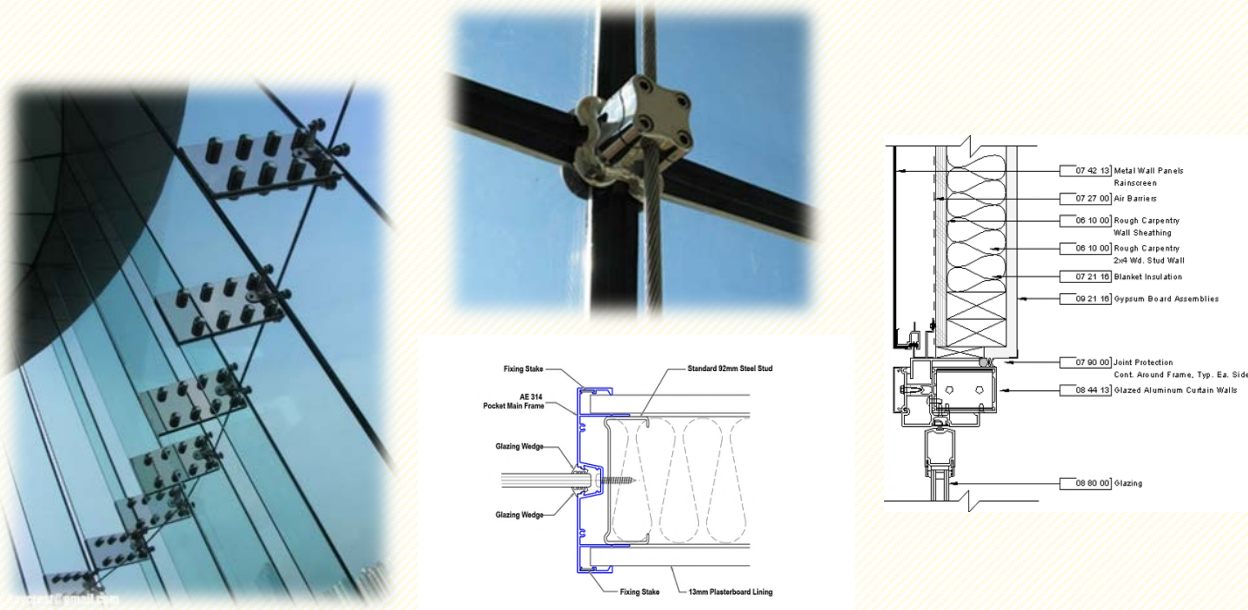 Fixing Stake
Standard 92mm Steel Stud
AE 314
Pocket Main Frame
Glazing Wedge
Glazing Wedge
Fixing Stake
13mm Plasterboard Lining
07 42 13 Metal Wall Panels
Rainscreen
07 27 00 Air Barriers
06 10 00 Rough Carpentry
Wall Sheathing
06 10 00 Rough Carpentry
2x4 Wd. Stud Wall
07 21 16 Blanket Insulation
09 21 16 Gypsum Board Assemblies
07 90 00 Joint Protection
Cont. Around Frame, Typ. Ea. Side
08 44 13 Glazed Aluminum Curtain Walls
08 80 00 Glazing